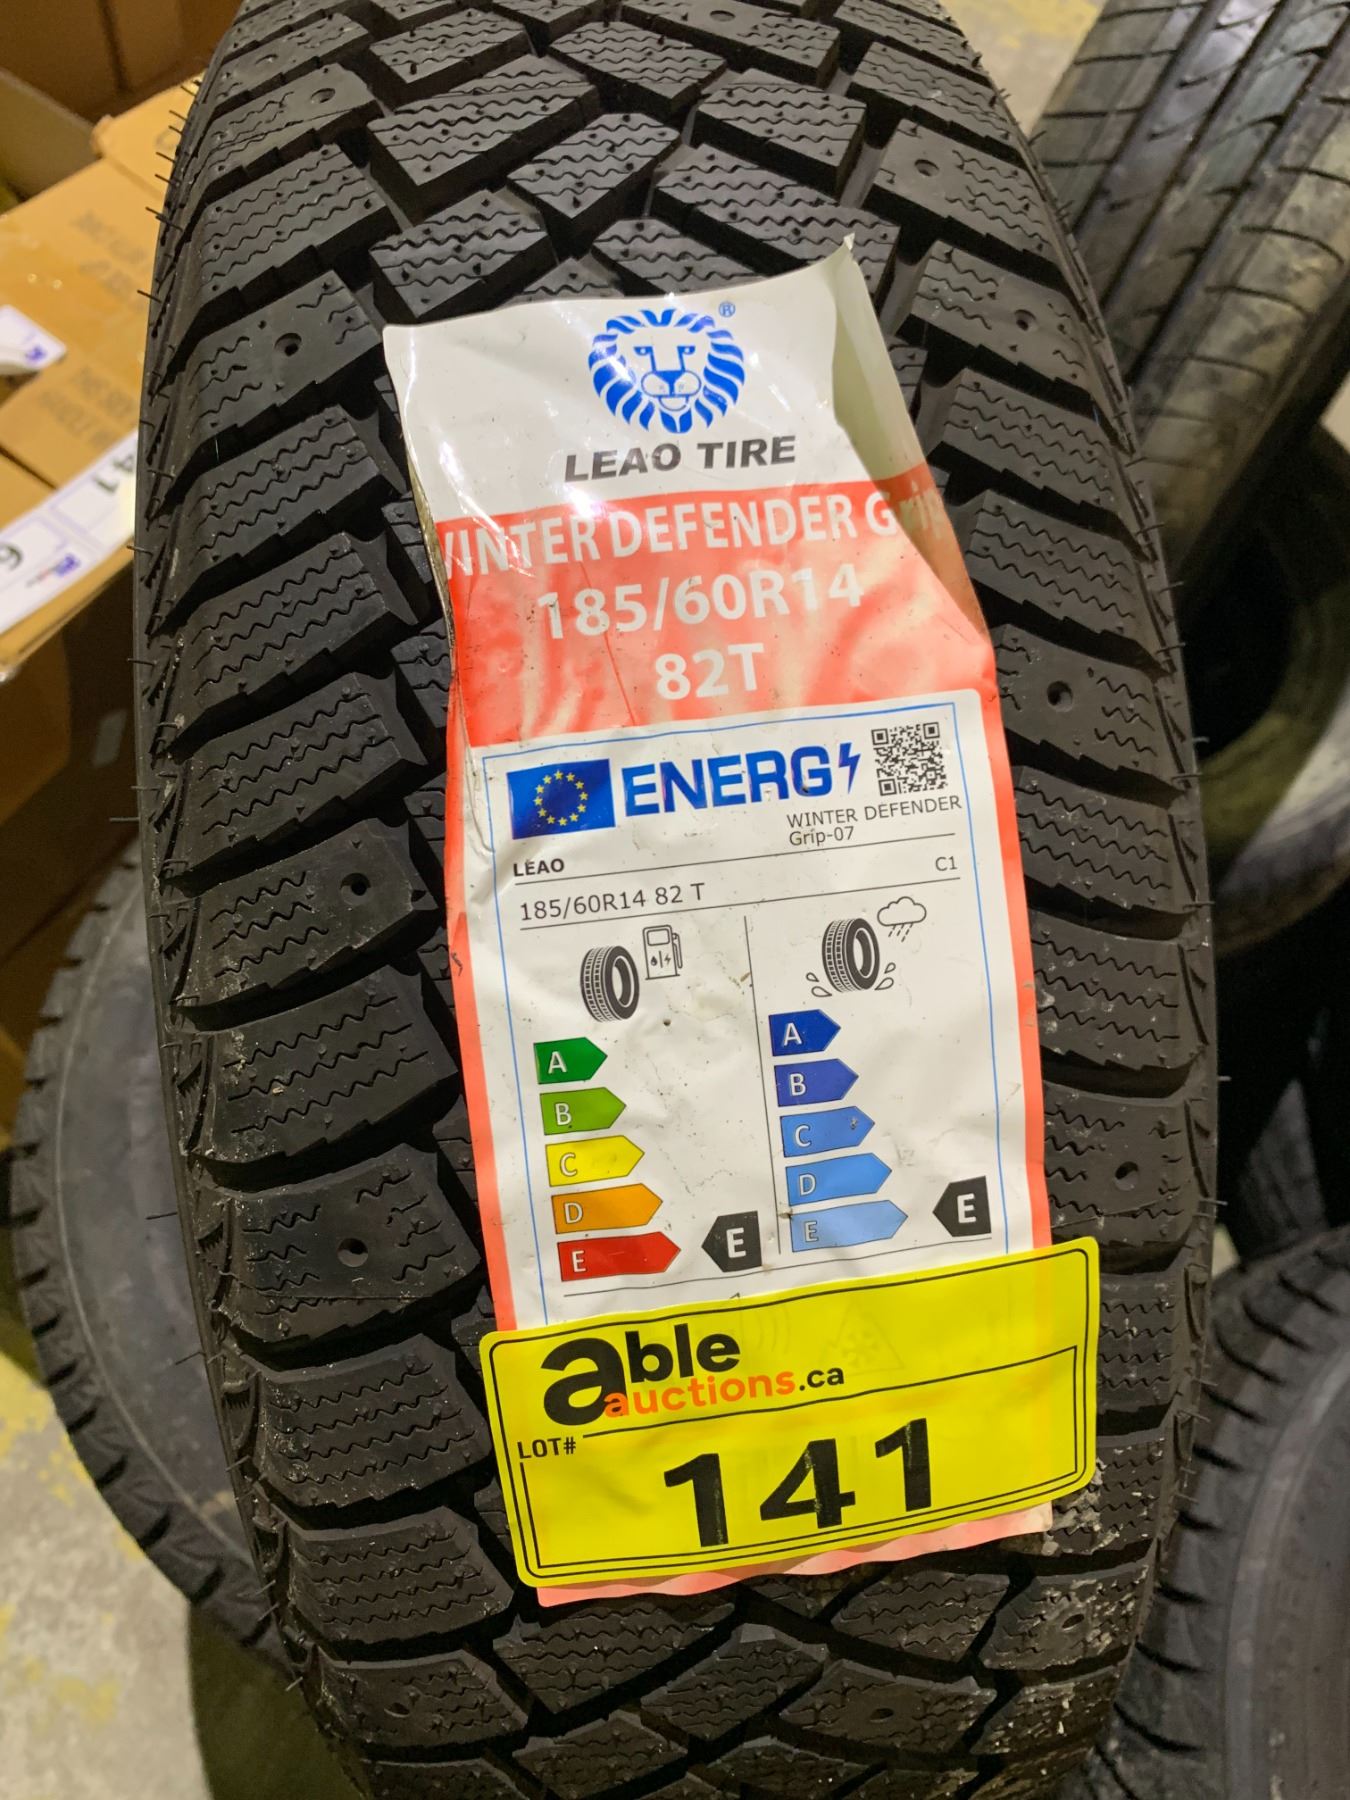 ®
LEAO TIRE
WINTER DEFENDER Grip
185/60R14
82T
ENERG
WINTER DEFENDER
Grip-07
LEAO
185/60R14 82 T
C1
A
B
C
D
E
E
A
B
C
D
E
E
able
auctions.ca
LOT#
141